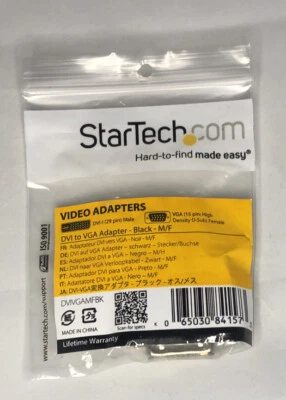 StarTech.com
Hard-to-find made easy®
VIDEO ADAPTERS
DVI-I (29 pin) Male
VGA (15 pin) High
Density D-Sub Female
DVI to VGA Adapter - Black - M/F
FR: Adaptateur DVI vers VGA - Noir - M/F
DE: DVI auf VGA Adapter - schwarz - Stecker/Buchse
ES: Adaptador DVI a VGA - Negro - M/H
NL: DVI naar VGA Verloopkabel - Zwart - M/F
PT: Adaptador DVI para VGA - Preto - M/F
IT: Adattatore DVI a VGA - Nero - M/F
JA: DVI-VGA変換アダプタ - ブラック - オス/メス
DVIVGAMFBK
MADE IN CHINA
Scan for specs
0 65030 84157
Lifetime Warranty
ISO 9001